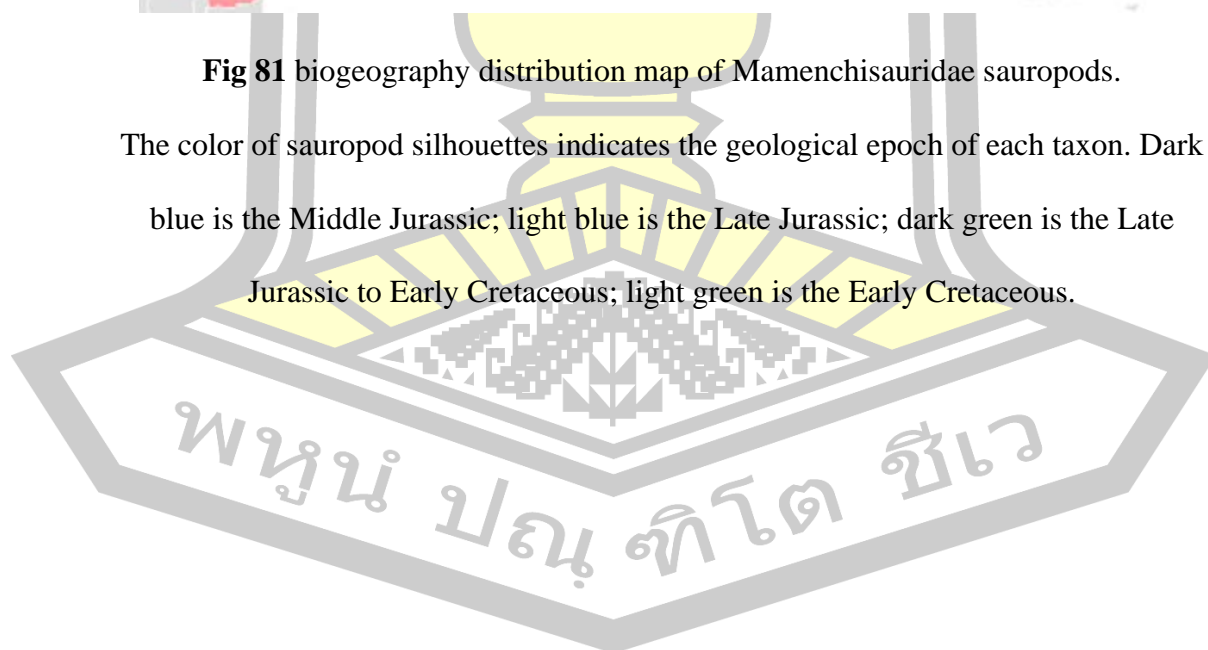 Fig 81 biogeography distribution map of Mamenchisauridae sauropods.
The color of sauropod silhouettes indicates the geological epoch of each taxon. Dark
blue is the Middle Jurassic; light blue is the Late Jurassic; dark green is the Late
Jurassic to Early Cretaceous; light green is the Early Cretaceous.
พหูนํ ปณฺฑิโต ชีเว